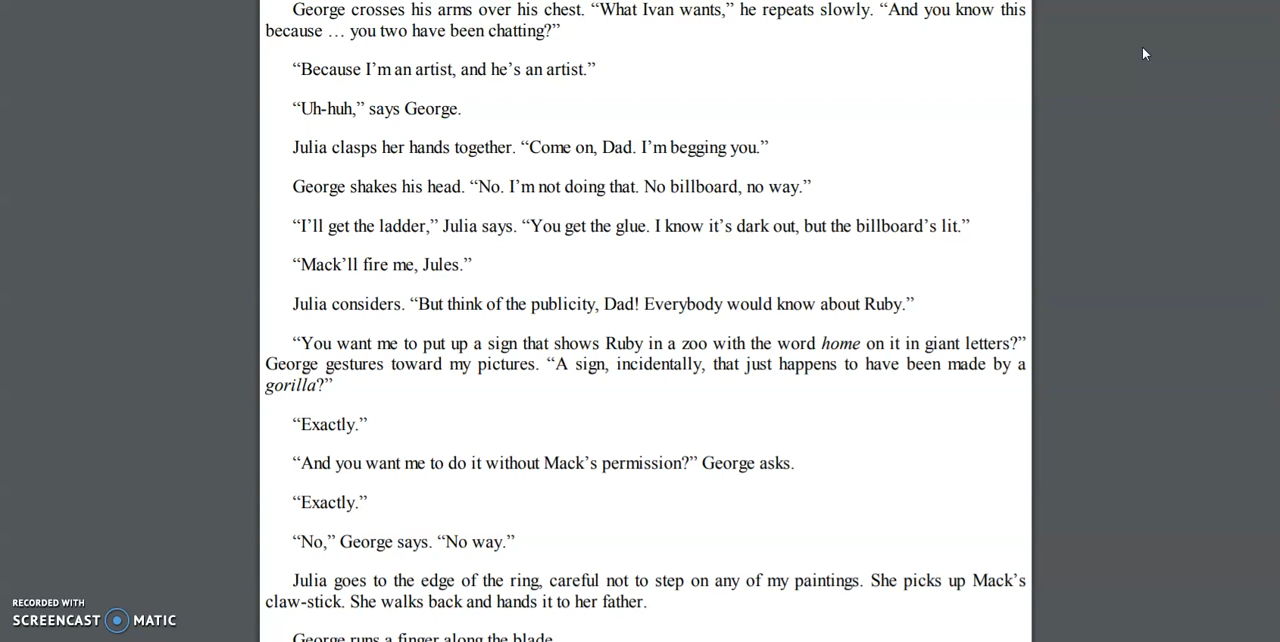 George crosses his arms over his chest. “What Ivan wants,” he repeats slowly. “And you know this
because … you two have been chatting?”
“Because I’m an artist, and he’s an artist.”
“Uh-huh,” says George.
Julia clasps her hands together. “Come on, Dad. I’m begging you.”
George shakes his head. “No. I’m not doing that. No billboard, no way.”
“I’ll get the ladder,” Julia says. “You get the glue. I know it’s dark out, but the billboard’s lit.”
“Mack’ll fire me, Jules.”
Julia considers. “But think of the publicity, Dad! Everybody would know about Ruby.”
“You want me to put up a sign that shows Ruby in a zoo with the word home on it in giant letters?”
George gestures toward my pictures. “A sign, incidentally, that just happens to have been made by a
gorilla?”
“Exactly.”
“And you want me to do it without Mack’s permission?” George asks.
“Exactly.”
“No,” George says. “No way.”
Julia goes to the edge of the ring, careful not to step on any of my paintings. She picks up Mack’s
claw-stick. She walks back and hands it to her father.
George runs a finger along the blade.
RECORDED WITH
SCREENCAST MATIC